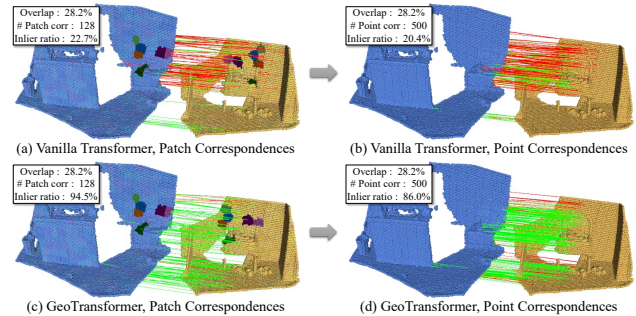 Overlap : 28.2%
# Patch corr : 128
Inlier ratio : 22.7%
Overlap : 28.2%
# Point corr : 500
Inlier ratio : 20.4%
(a) Vanilla Transformer, Patch Correspondences
(b) Vanilla Transformer, Point Correspondences
Overlap : 28.2%
# Patch corr : 128
Inlier ratio : 94.5%
Overlap : 28.2%
# Point corr : 500
Inlier ratio : 86.0%
(c) GeoTransformer, Patch Correspondences
(d) GeoTransformer, Point Correspondences